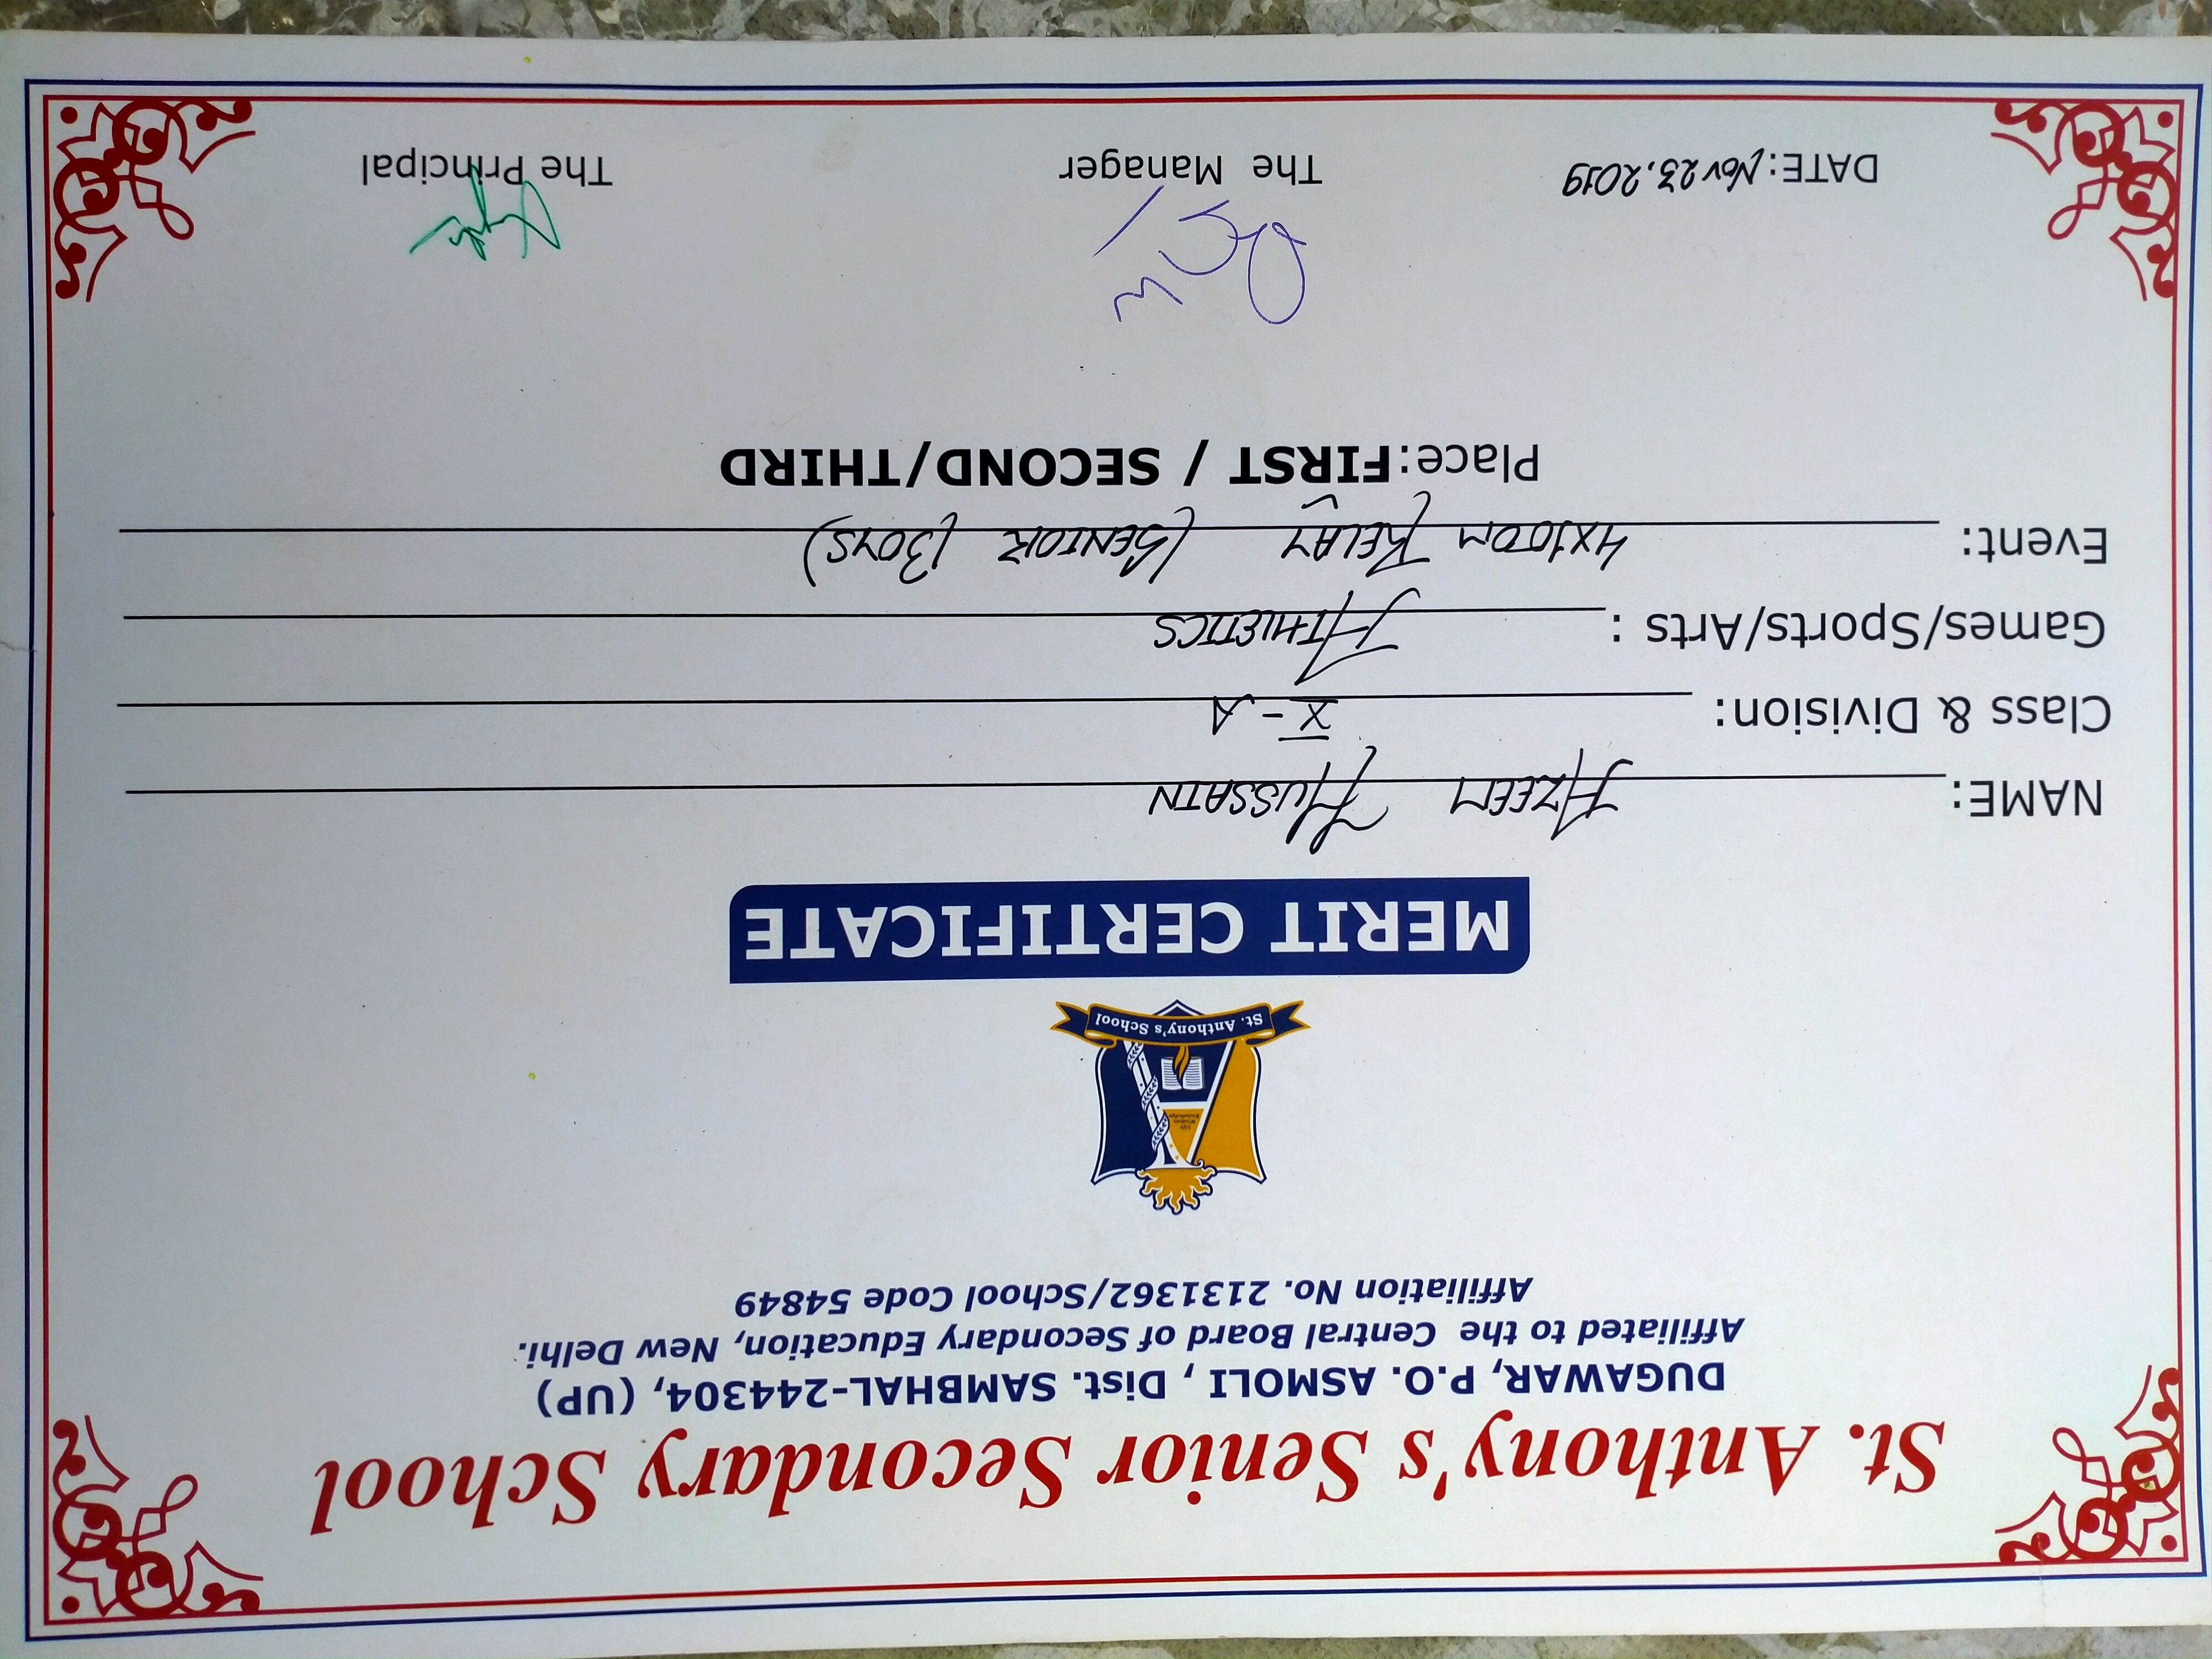 St. Anthony's Senior Secondary School
DUGAWAR, P.O. ASMOLI , Dist. SAMBHAL-244304, (UP)
Affiliated to the Central Board of Secondary Education, New Delhi.
Affiliation No. 2131362/School Code 54849
Life
Wisdom
Knowledge
St. Anthony's School
MERIT CERTIFICATE
NAME: AZEEM HUSSAIN
Class & Division: X-A
Games/Sports/Arts : ATHLETICS
Event: 4X100M RELAY (SENIOR BOYS)
Place:FIRST / SECOND/THIRD
DATE: Nov 23, 2019 The Manager The Principal